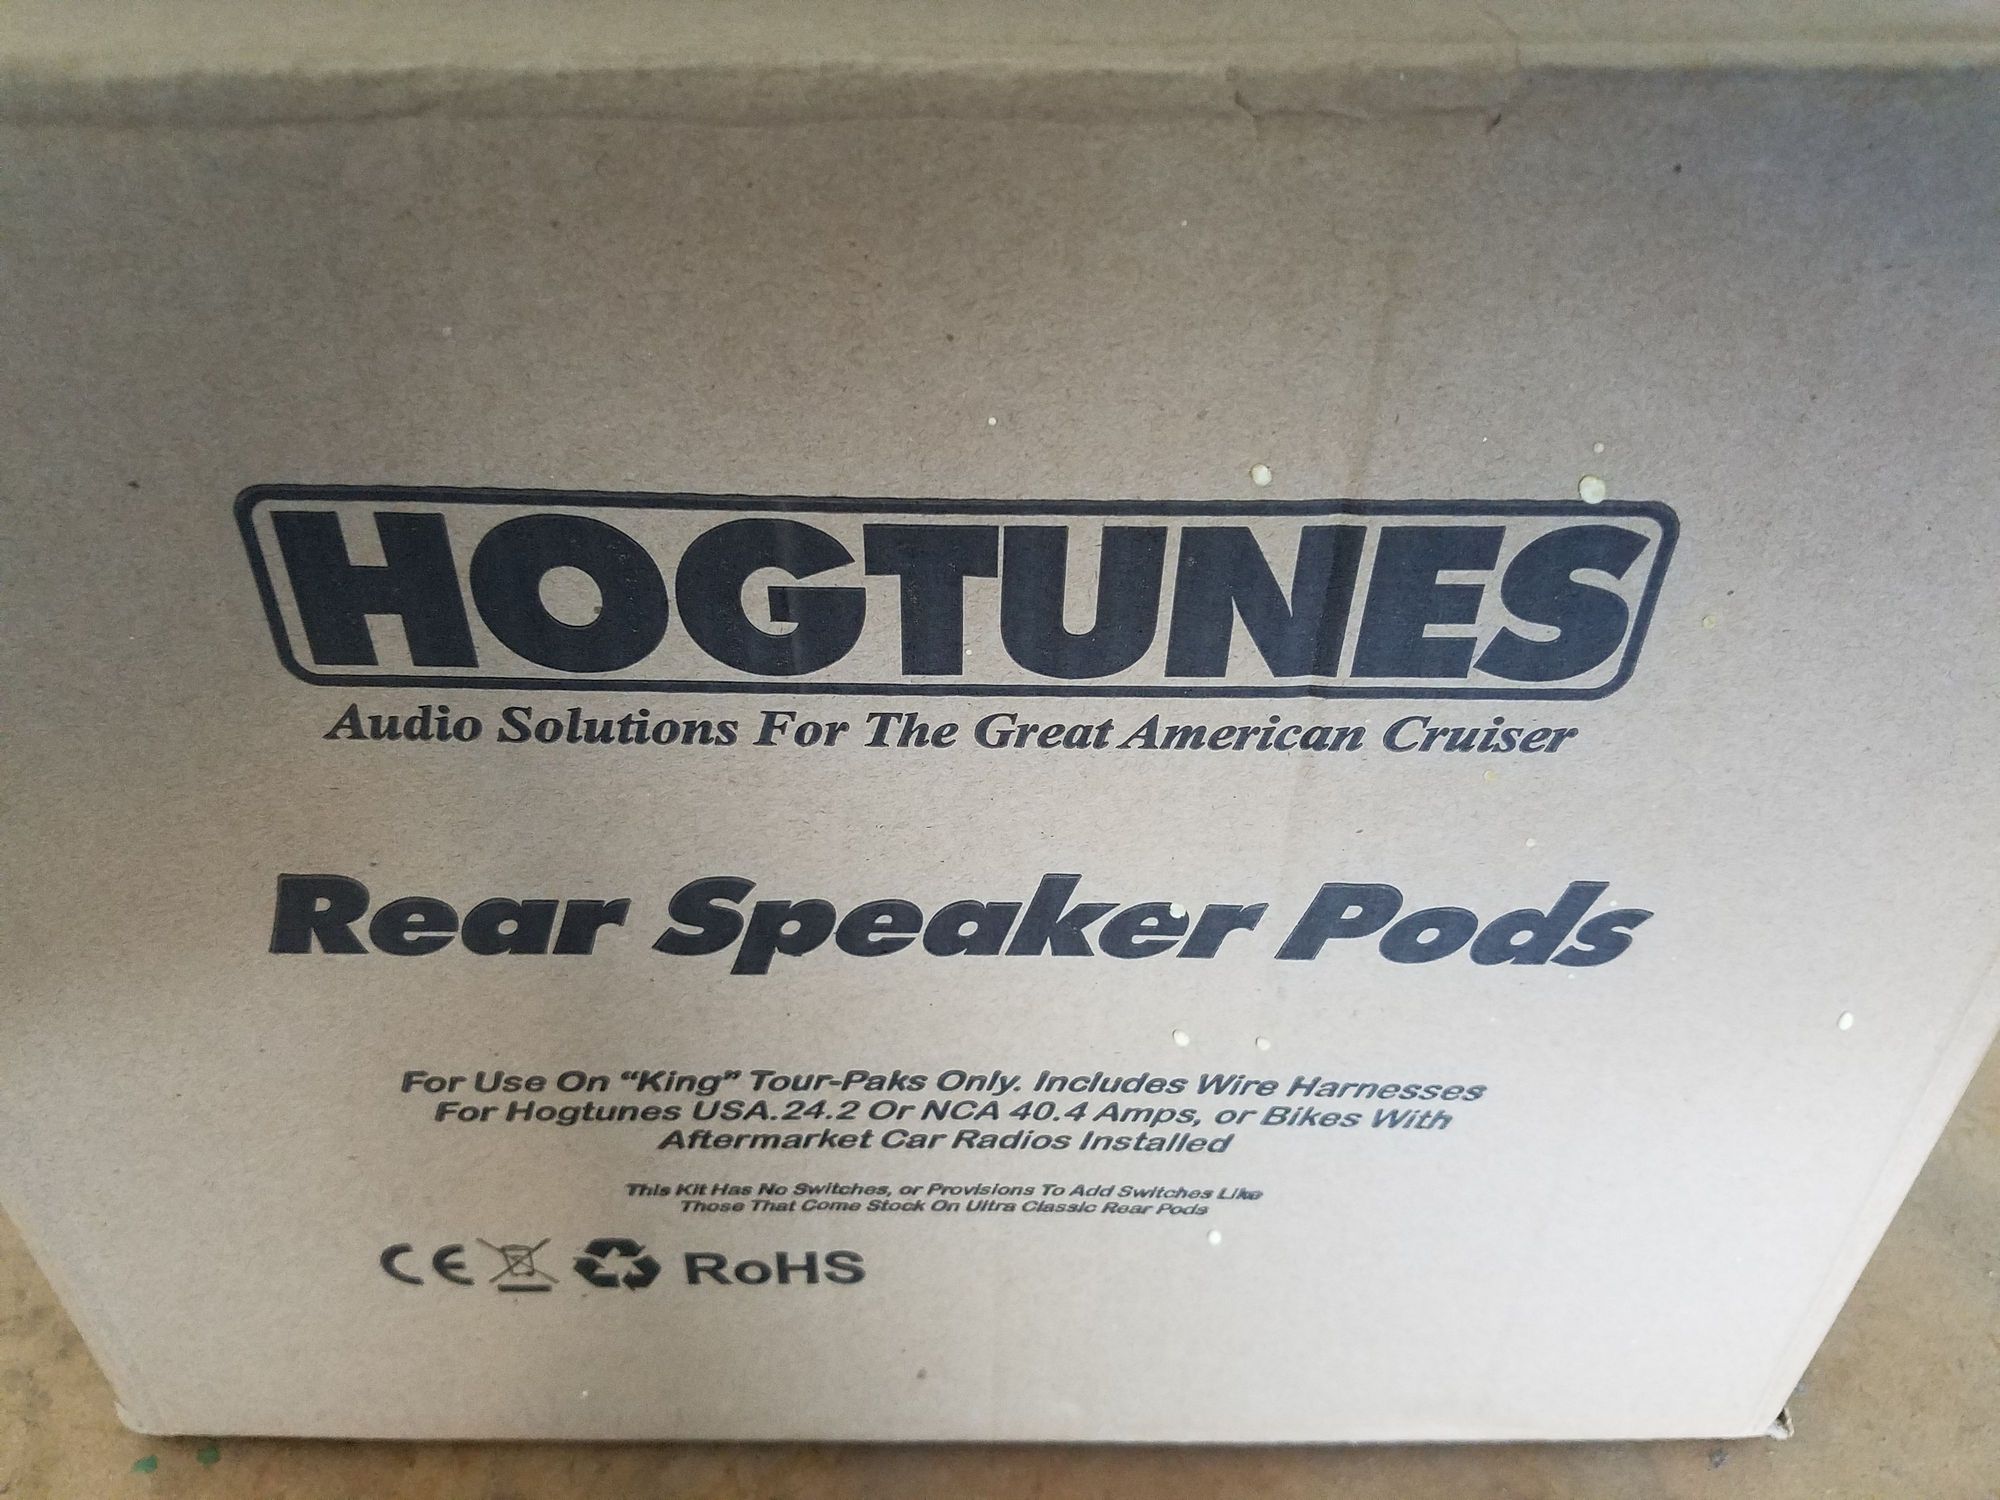 HOGTUNES
Audio Solutions For The Great American Cruiser
Rear Speaker Pods
For Use On “King” Tour-Paks Only. Includes Wire Harnesses
For Hogtunes USA.24.2 Or NCA 40.4 Amps, or Bikes With
Aftermarket Car Radios Installed
This Kit Has No Switches, or Provisions To Add Switches Like
Those That Come Stock On Ultra Classic Rear Pods
CE RoHS